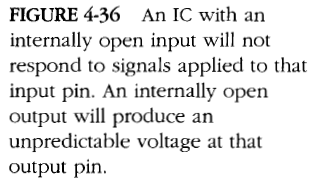 FIGURE 4-36 An IC with an
internally open input will not
respond to signals applied to that
input pin. An internally open
output will produce an
unpredictable voltage at that
output pin.